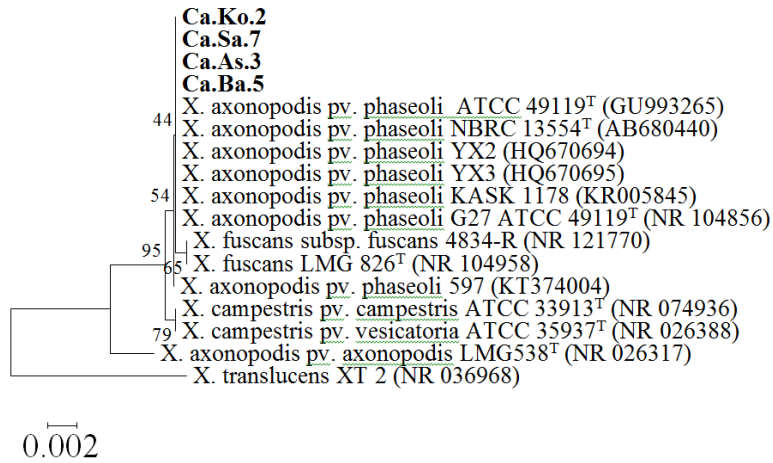 Ca.Ko.2
Ca.Sa.7
Ca.As.3
Ca.Ba.5
X. axonopodis pv. phaseoli ATCC 49119ᵀ (GU993265)
44
X. axonopodis pv. phaseoli NBRC 13554ᵀ (AB680440)
X. axonopodis pv. phaseoli YX2 (HQ670694)
X. axonopodis pv. phaseoli YX3 (HQ670695)
54
X. axonopodis pv. phaseoli KASK 1178 (KR005845)
X. axonopodis pv. phaseoli G27 ATCC 49119ᵀ (NR 104856)
X. fuscans subsp. fuscans 4834-R (NR 121770)
95
65
X. fuscans LMG 826ᵀ (NR 104958)
X. axonopodis pv. phaseoli 597 (KT374004)
X. campestris pv. campestris ATCC 33913ᵀ (NR 074936)
79
X. campestris pv. vesicatoria ATCC 35937ᵀ (NR 026388)
X. axonopodis pv. axonopodis LMG538ᵀ (NR 026317)
X. translucens XT 2 (NR 036968)
0.002